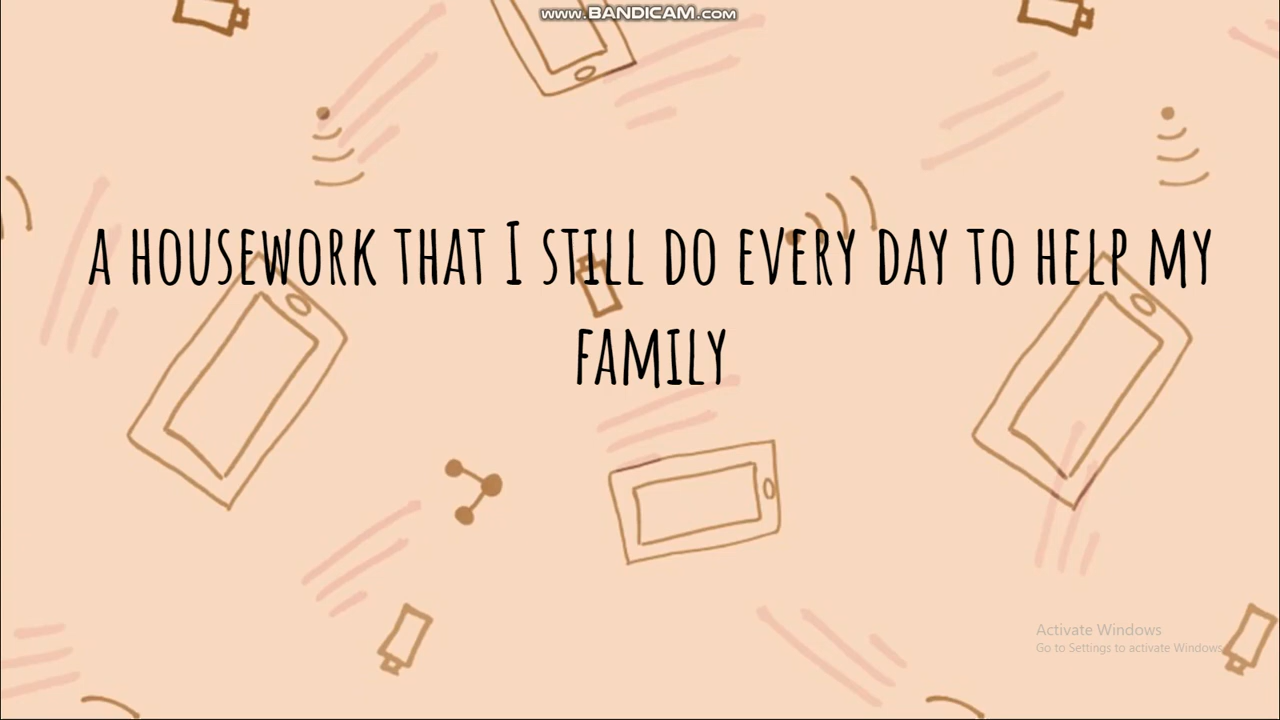 www.BANDICAM.com
A HOUSEWORK THAT I STILL DO EVERY DAY TO HELP MY
FAMILY
Activate Windows
Go to Settings to activate Windows.